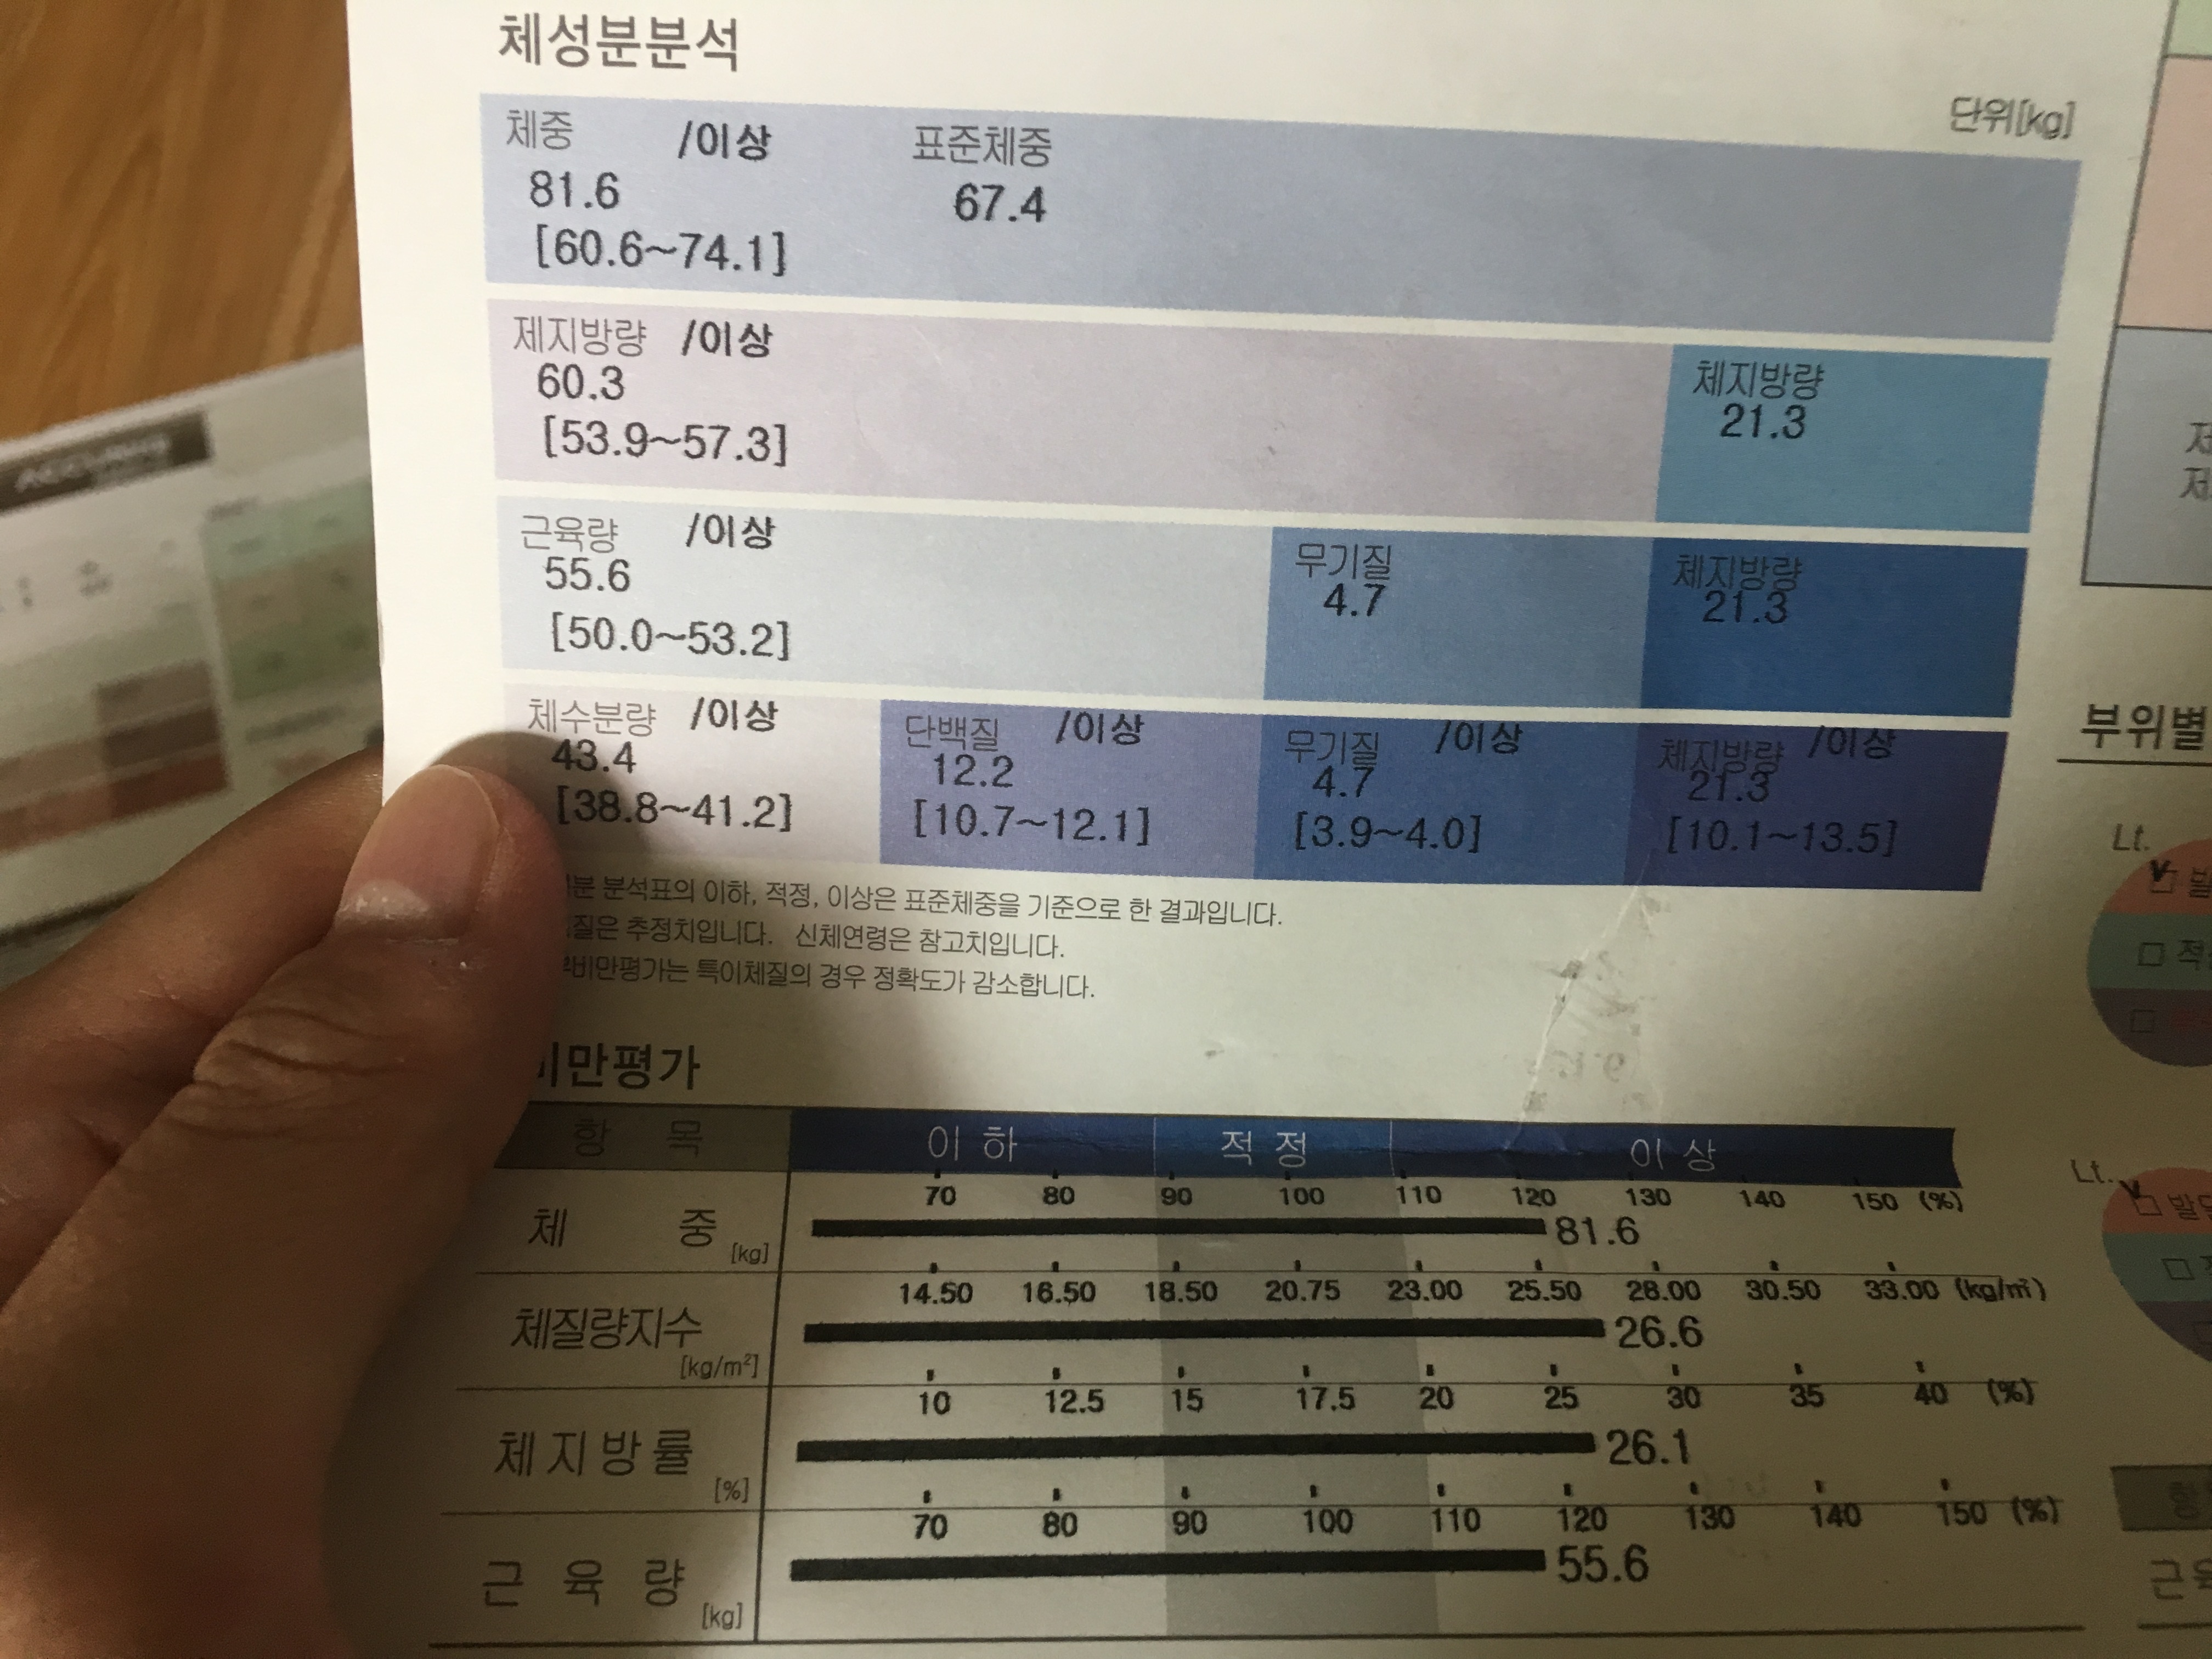 체성분분석
단위[kg]
체중 /이상 표준체중
81.6 67.4
[60.6~74.1]
제지방량 /이상 체지방량
60.3 21.3
[53.9~57.3]
근육량 /이상 무기질 체지방량
55.6 4.7 21.3
[50.0~53.2]
체수분량 /이상 단백질 /이상 무기질 /이상 체지방량 /이상
43.4 12.2 4.7 21.3
[38.8~41.2] [10.7~12.1] [3.9~4.0] [10.1~13.5]
분석표의 이하, 적정, 이상은 표준체중을 기준으로 한 결과입니다.
추정치입니다. 신체연령은 참고치입니다.
특이체질의 경우 정확도가 감소합니다.
비만평가
항 목 이 하 적 정 이 상
70 80 90 100 110 120 130 140 150 (%)
체 중 [kg] 81.6
14.50 16.50 18.50 20.75 23.00 25.50 28.00 30.50 33.00 (kg/m²)
체질량지수 [kg/m²] 26.6
10 12.5 15 17.5 20 25 30 35 40 (%)
체 지 방 률 [%] 26.1
70 80 90 100 110 120 130 140 150 (%)
근 육 량 [kg] 55.6
부위별
Lt.
Lt.